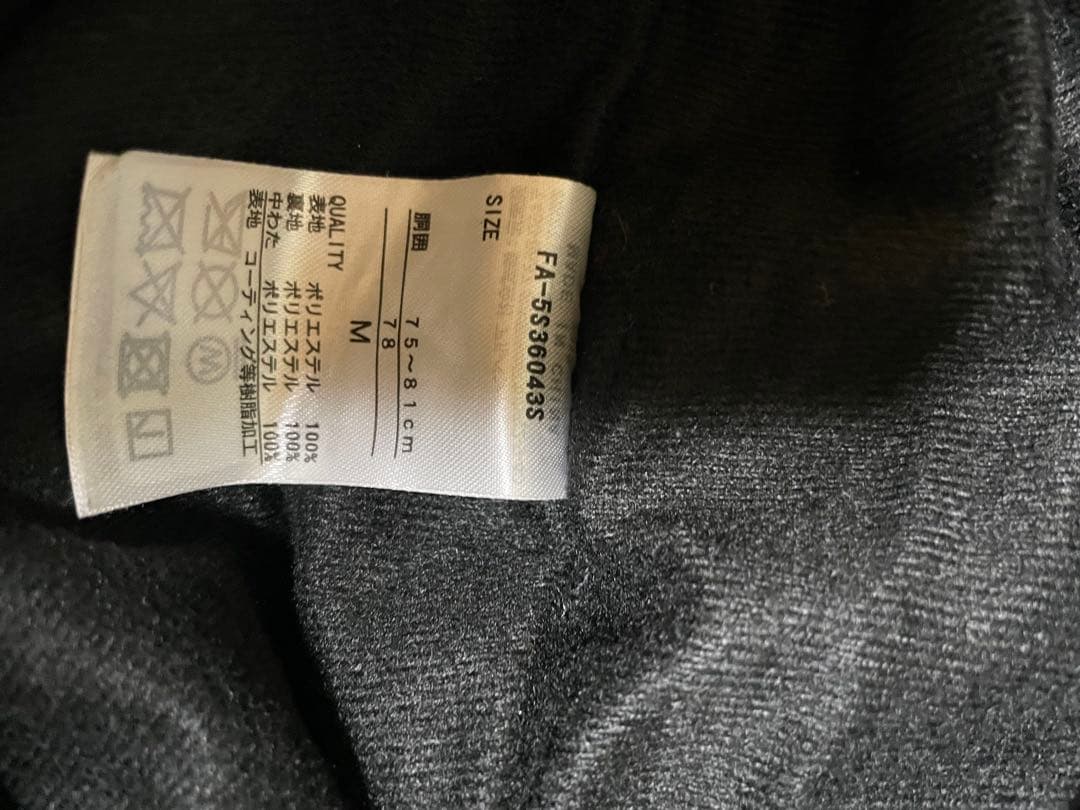 FA-5S36043S
SIZE
胴囲 75～81cm
78
M
QUALITY
表地 ポリエステル 100%
裏地 ポリエステル 100%
中わた ポリエステル 100%
表地 コーティング等樹脂加工
W